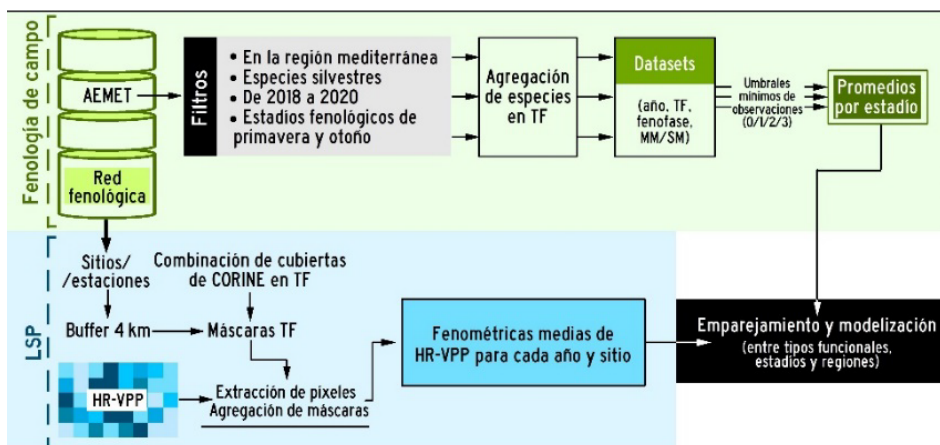 Fenología de campo
AEMET
Red
fenológica
Filtros
• En la región mediterránea
• Especies silvestres
• De 2018 a 2020
• Estadios fenológicos de
primavera y otoño
Agregación
de especies
en TF
Datasets
(año, TF,
fenofase,
MM/SM)
Umbrales
mínimos de
observaciones
(0/1/2/3)
Promedios
por estadío
LSP
Sitios/
/estaciones
Combinación de cubiertas
de CORINE en TF
Buffer 4 km
Máscaras TF
HR-VPP
Extracción de píxeles
Agregación de máscaras
Fenométricas medias de
HR-VPP para cada año y sitio
Emparejamiento y modelización
(entre tipos funcionales,
estadios y regiones)